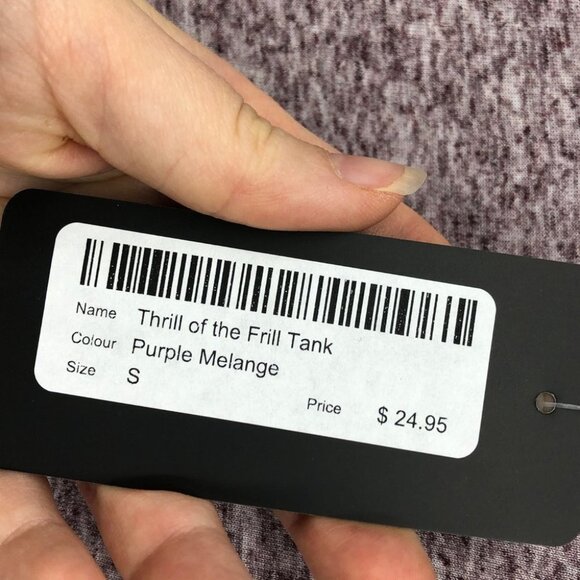 Name Thrill of the Frill Tank
Colour Purple Melange
Size S
Price $ 24.95